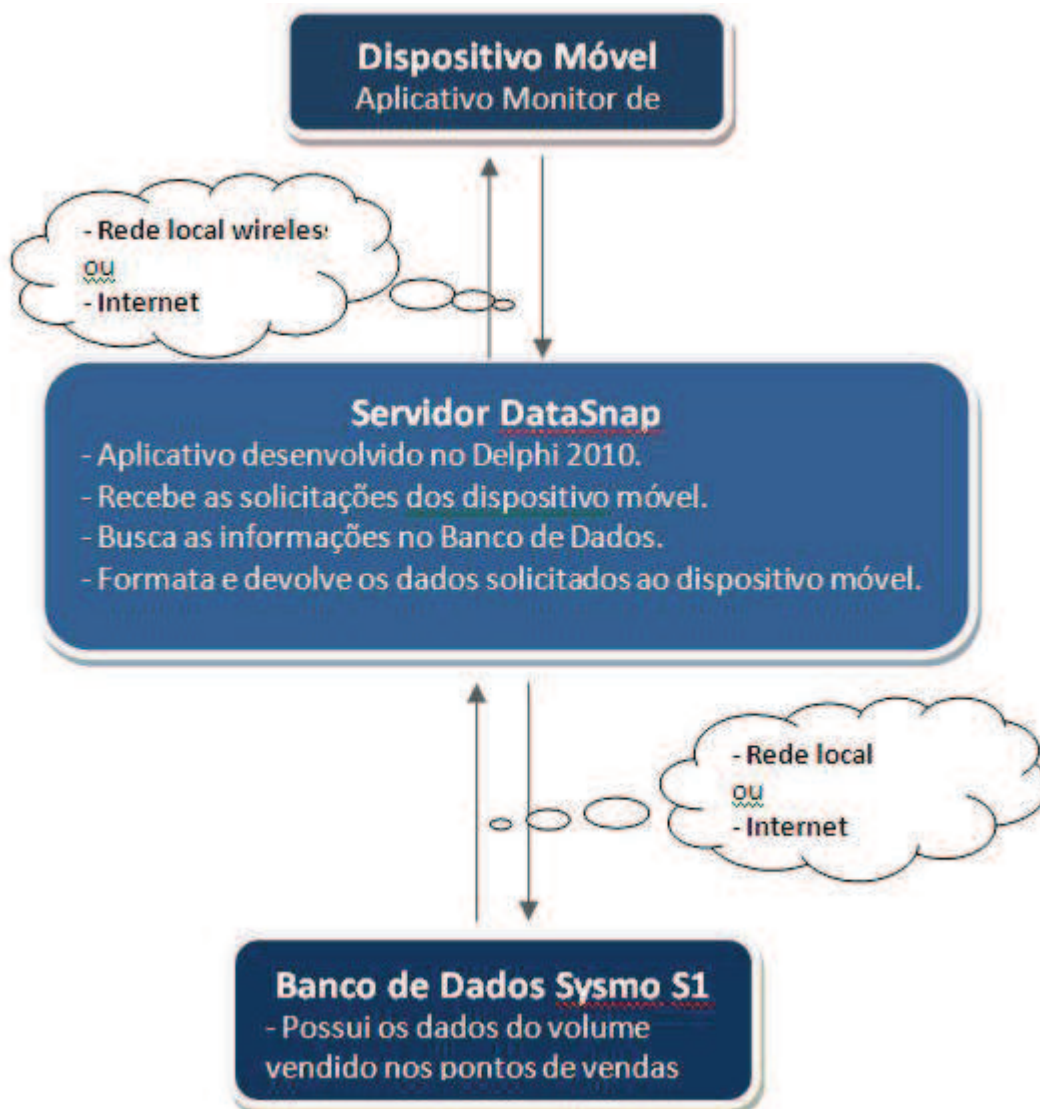 Dispositivo Móvel
Aplicativo Monitor de
- Rede local wireles
ou
- Internet
Servidor DataSnap
- Aplicativo desenvolvido no Delphi 2010.
- Recebe as solicitações dos dispositivo móvel.
- Busca as informações no Banco de Dados.
- Formata e devolve os dados solicitados ao dispositivo móvel.
- Rede local
ou
- Internet
Banco de Dados Sysmo S1
- Possui os dados do volume
vendido nos pontos de vendas